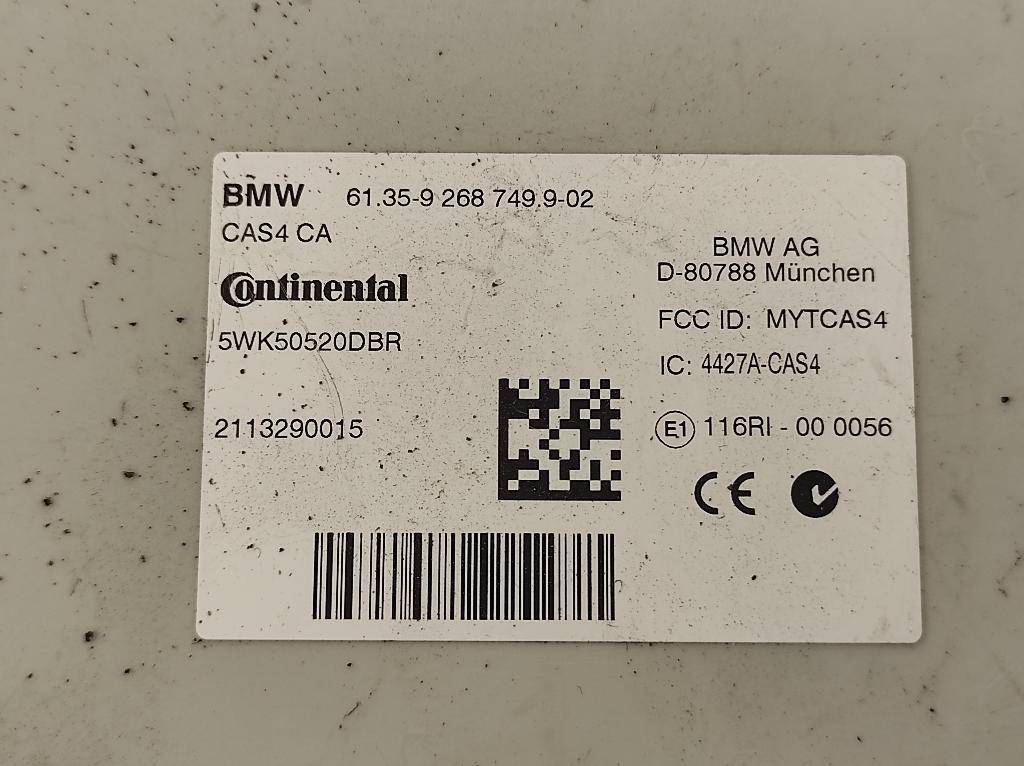 BMW 61.35-9 268 749.9-02
CAS4 CA
Continental
5WK50520DBR
2113290015
BMW AG
D-80788 München
FCC ID: MYTCAS4
IC: 4427A-CAS4
E1 116RI - 00 0056
CE